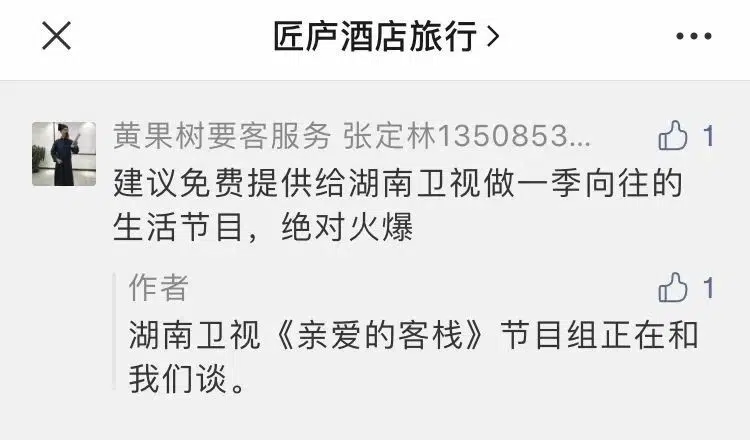 匠庐酒店旅行
黄果树要客服务 张定林1350853...
1
建议免费提供给湖南卫视做一季向往的
生活节目，绝对火爆
作者
1
湖南卫视《亲爱的客栈》节目组正在和
我们谈。